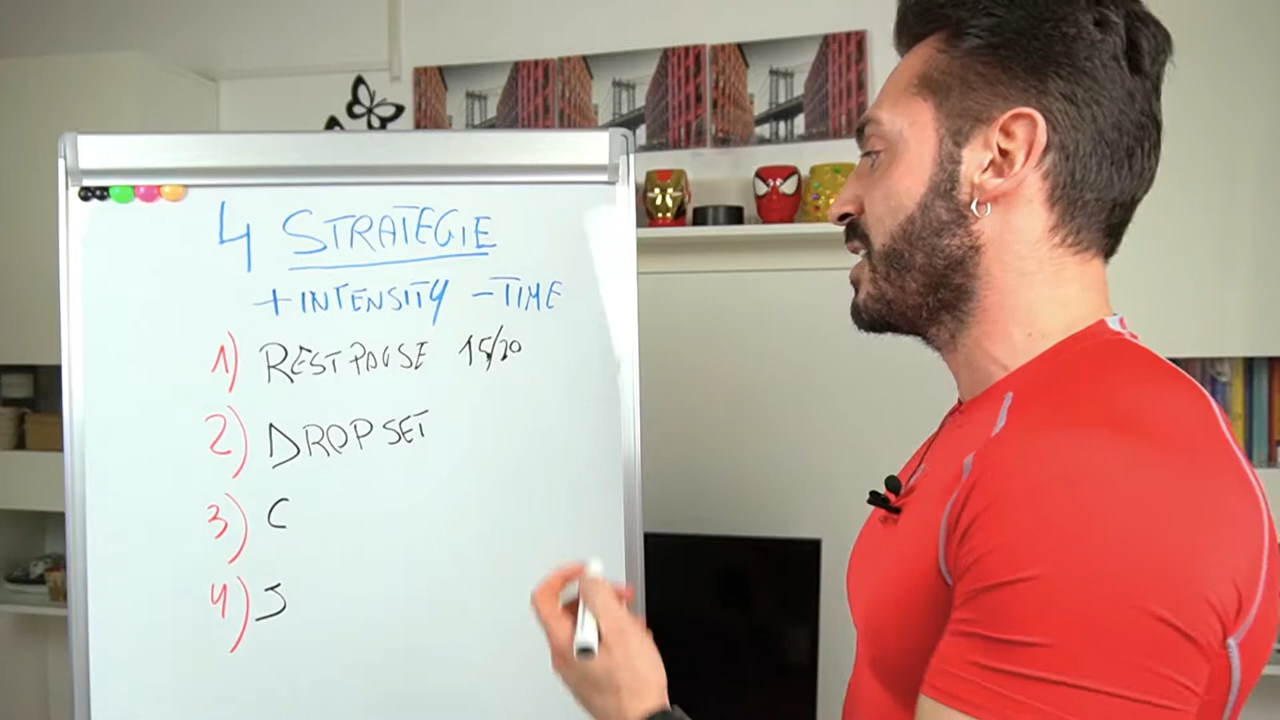 4 STRATEGIE
+ INTENSITY - TIME
1) REST PAUSE 15/20
2) DROP SET
3) C
4) S